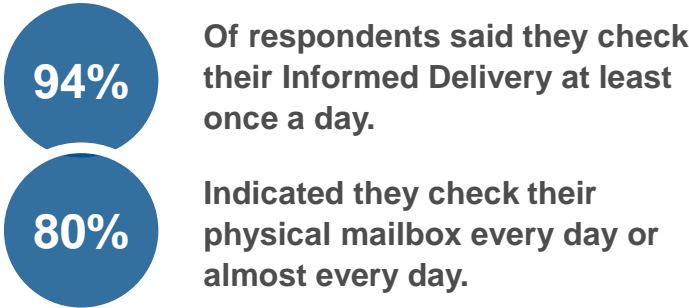 94%
Of respondents said they check
their Informed Delivery at least
once a day.
80%
Indicated they check their
physical mailbox every day or
almost every day.